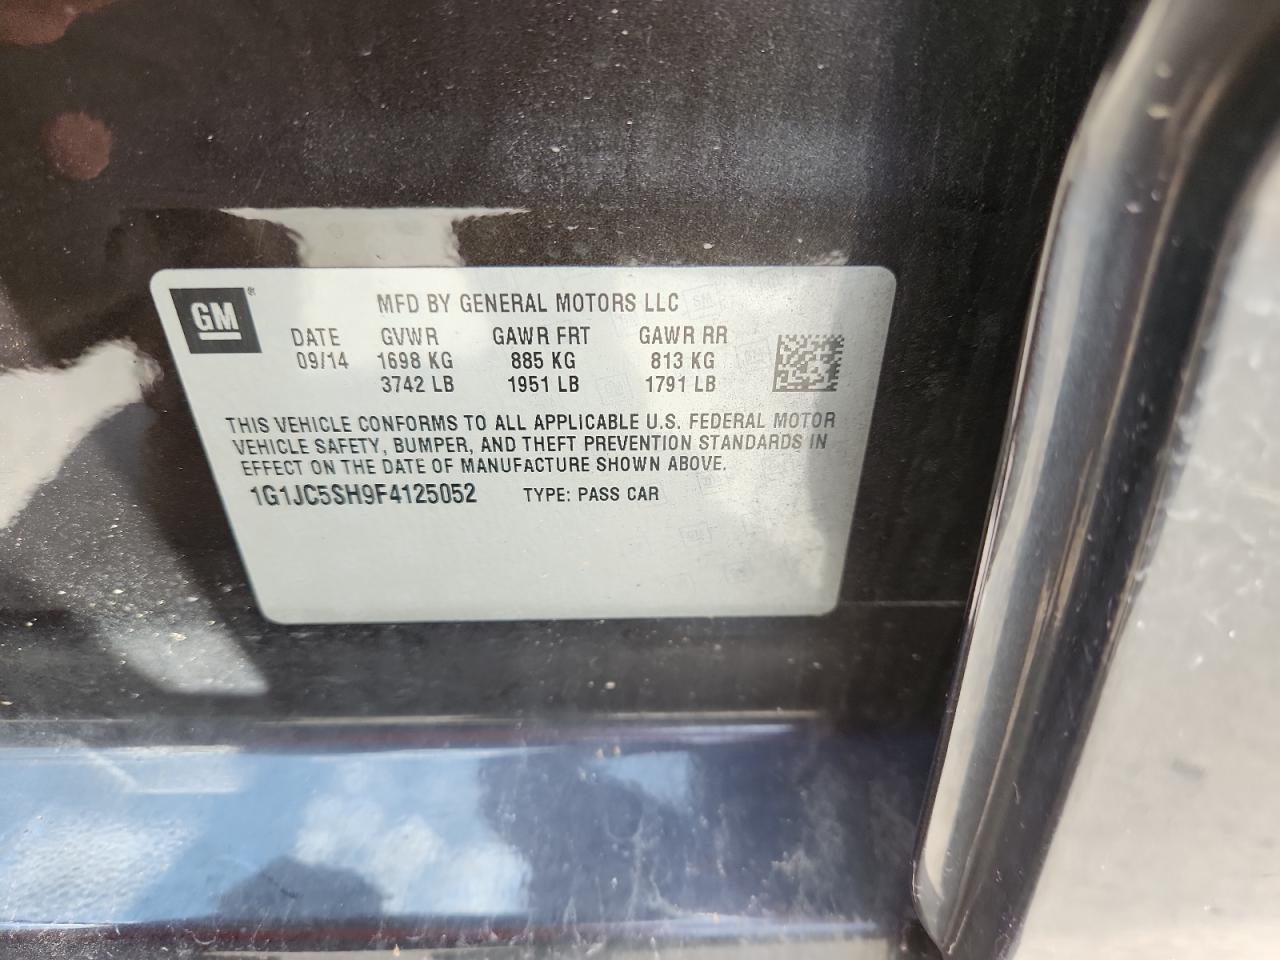 GM®
MFD BY GENERAL MOTORS LLC
DATE GVWR GAWR FRT GAWR RR
09/14 1698 KG 885 KG 813 KG
3742 LB 1951 LB 1791 LB
THIS VEHICLE CONFORMS TO ALL APPLICABLE U.S. FEDERAL MOTOR
VEHICLE SAFETY, BUMPER, AND THEFT PREVENTION STANDARDS IN
EFFECT ON THE DATE OF MANUFACTURE SHOWN ABOVE.
1G1JC5SH9F4125052 TYPE: PASS CAR